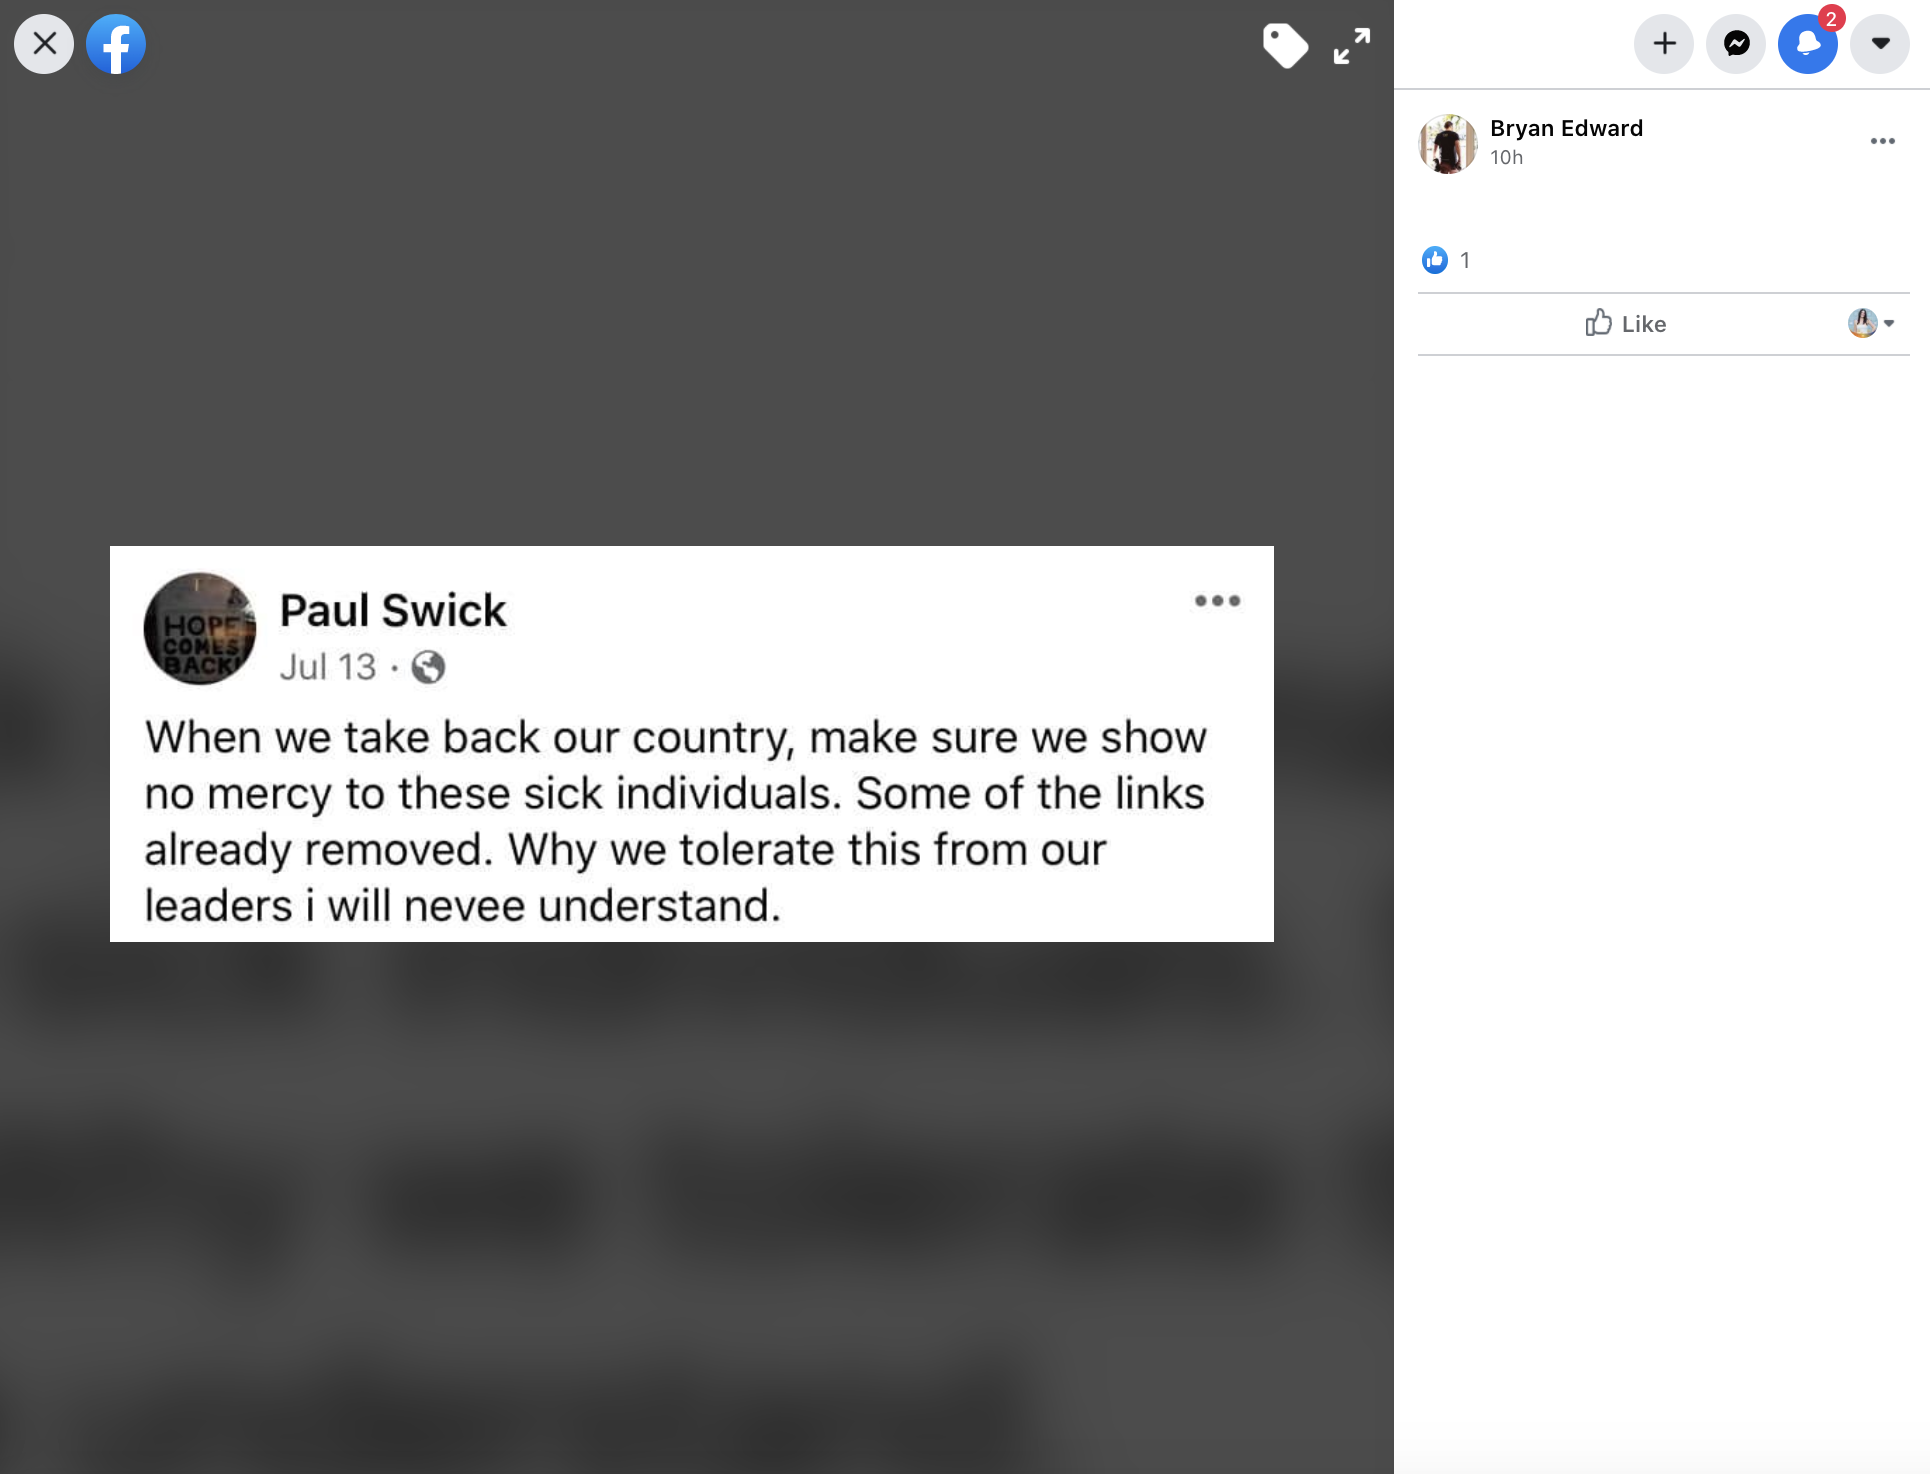 2
Bryan Edward
10h
1
Like
HOPE
COMES
BACK!
Paul Swick
Jul 13 ·
When we take back our country, make sure we show
no mercy to these sick individuals. Some of the links
already removed. Why we tolerate this from our
leaders i will nevee understand.